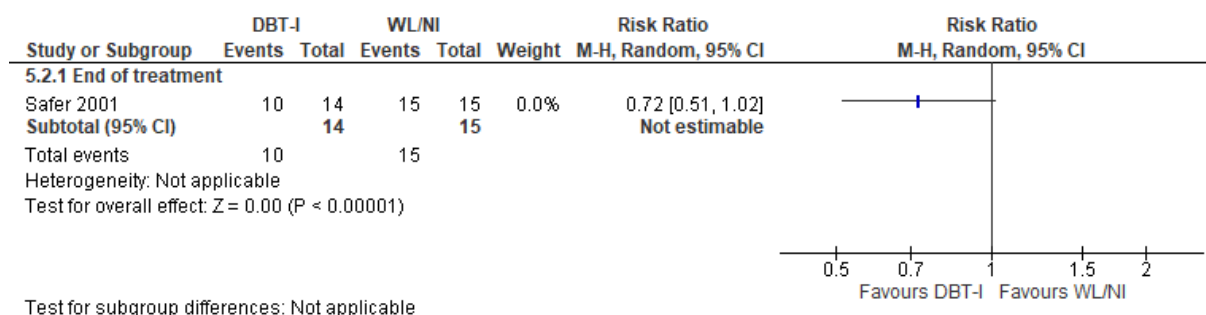 DBT-I WL/NI Risk Ratio Risk Ratio
Study or Subgroup Events Total Events Total Weight M-H, Random, 95% CI M-H, Random, 95% CI
5.2.1 End of treatment
Safer 2001 10 14 15 15 0.0% 0.72 [0.51, 1.02]
Subtotal (95% CI) 14 15 Not estimable
Total events 10 15
Heterogeneity: Not applicable
Test for overall effect: Z = 0.00 (P < 0.00001)
0.5 0.7 1 1.5 2
Favours DBT-I Favours WL/NI
Test for subgroup differences: Not applicable